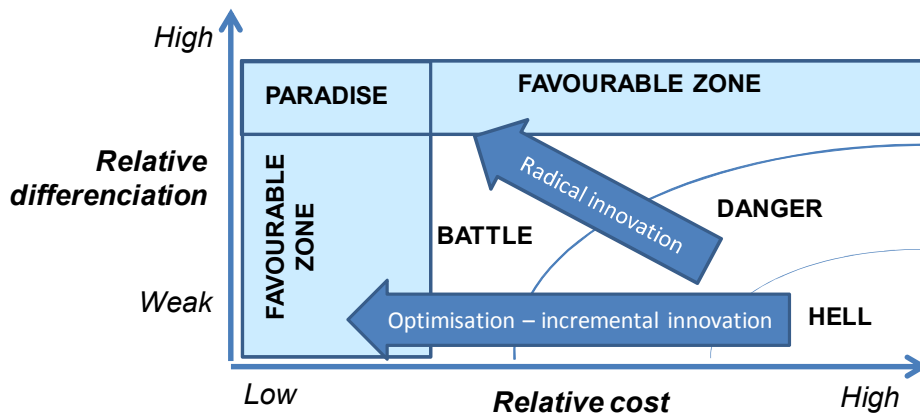 High
PARADISE
FAVOURABLE ZONE
Relative
differenciation
FAVOURABLE
ZONE
Radical innovation
BATTLE
DANGER
Weak
Optimisation – incremental innovation
HELL
Low
Relative cost
High